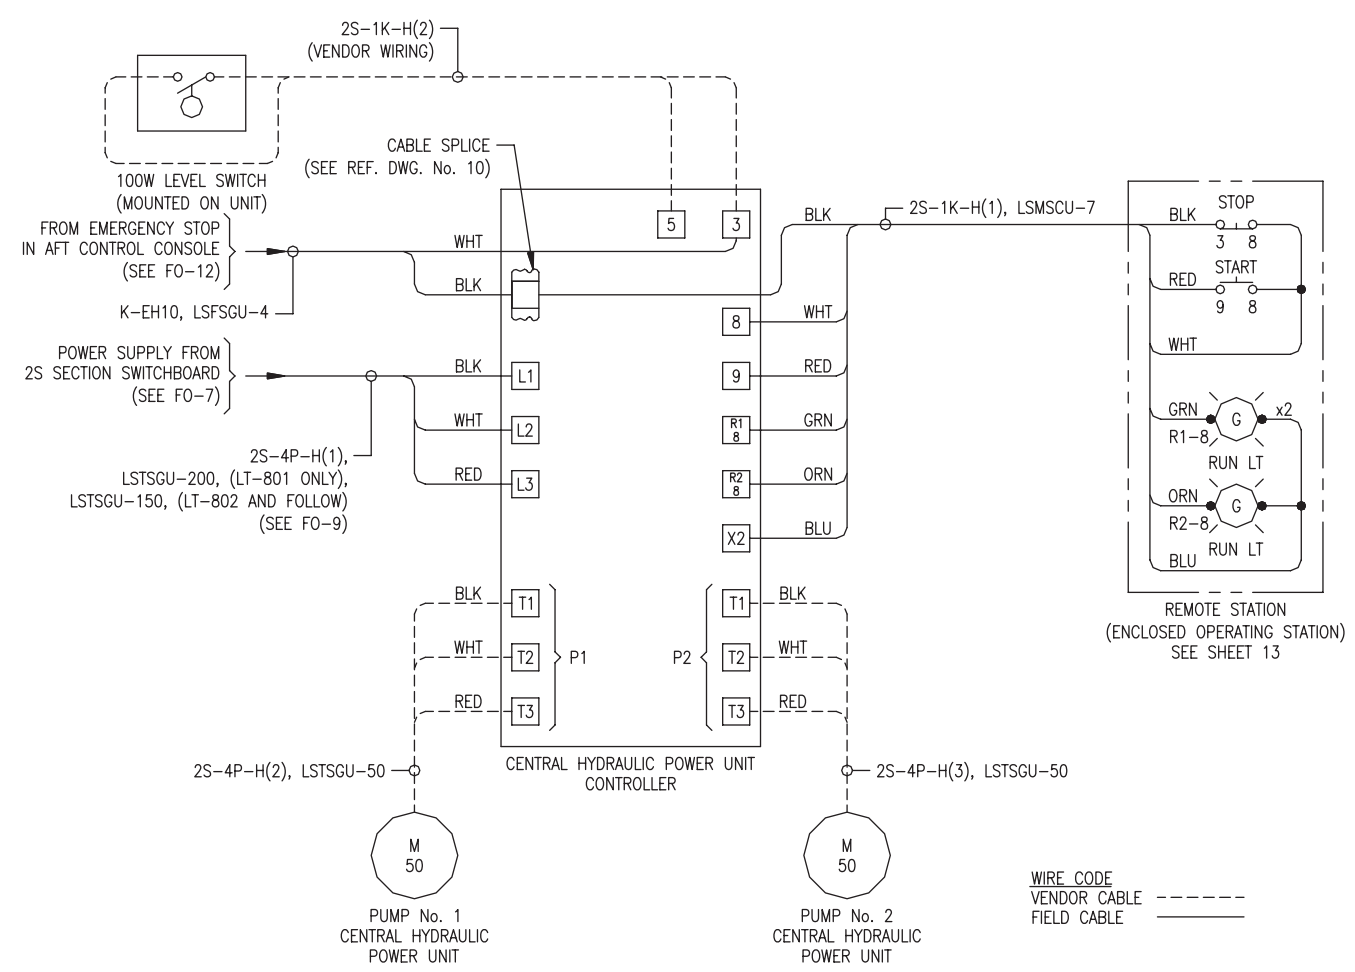 2S-1K-H(2)
(VENDOR WIRING)
CABLE SPLICE
(SEE REF. DWG. No. 10)
100W LEVEL SWITCH
(MOUNTED ON UNIT)
FROM EMERGENCY STOP
IN AFT CONTROL CONSOLE
(SEE FO-12)
K-EH10, LSFSGU-4
POWER SUPPLY FROM
2S SECTION SWITCHBOARD
(SEE FO-7)
2S-4P-H(1),
LSTSGU-200, (LT-801 ONLY),
LSTSGU-150, (LT-802 AND FOLLOW)
(SEE FO-9)
WHT
BLK
BLK
WHT
RED
L1
L2
L3
5
3
8
9
R1
8
R2
8
X2
BLK
WHT
RED
GRN
ORN
BLU
2S-1K-H(1), LSMSCU-7
BLK
STOP
3 8
RED
START
9 8
WHT
GRN
G
x2
R1-8
RUN LT
ORN
G
R2-8
RUN LT
BLU
REMOTE STATION
(ENCLOSED OPERATING STATION)
SEE SHEET 13
BLK
WHT
RED
T1
T2
T3
P1
P2
T1
T2
T3
BLK
WHT
RED
CENTRAL HYDRAULIC POWER UNIT
CONTROLLER
2S-4P-H(2), LSTSGU-50
2S-4P-H(3), LSTSGU-50
M
50
PUMP No. 1
CENTRAL HYDRAULIC
POWER UNIT
M
50
PUMP No. 2
CENTRAL HYDRAULIC
POWER UNIT
WIRE CODE
VENDOR CABLE
FIELD CABLE